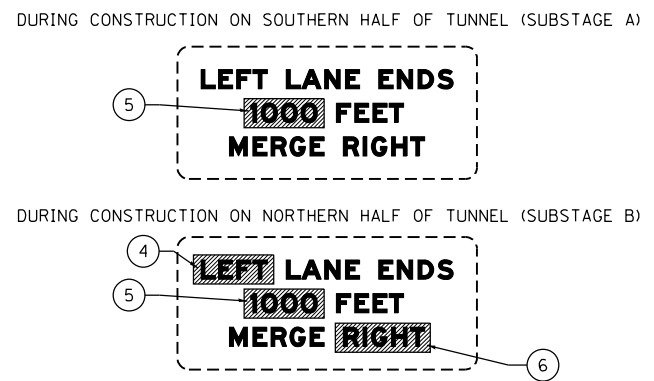 DURING CONSTRUCTION ON SOUTHERN HALF OF TUNNEL (SUBSTAGE A)
LEFT LANE ENDS
5
1000 FEET
MERGE RIGHT
DURING CONSTRUCTION ON NORTHERN HALF OF TUNNEL (SUBSTAGE B)
4
LEFT LANE ENDS
5
1000 FEET
MERGE RIGHT
6